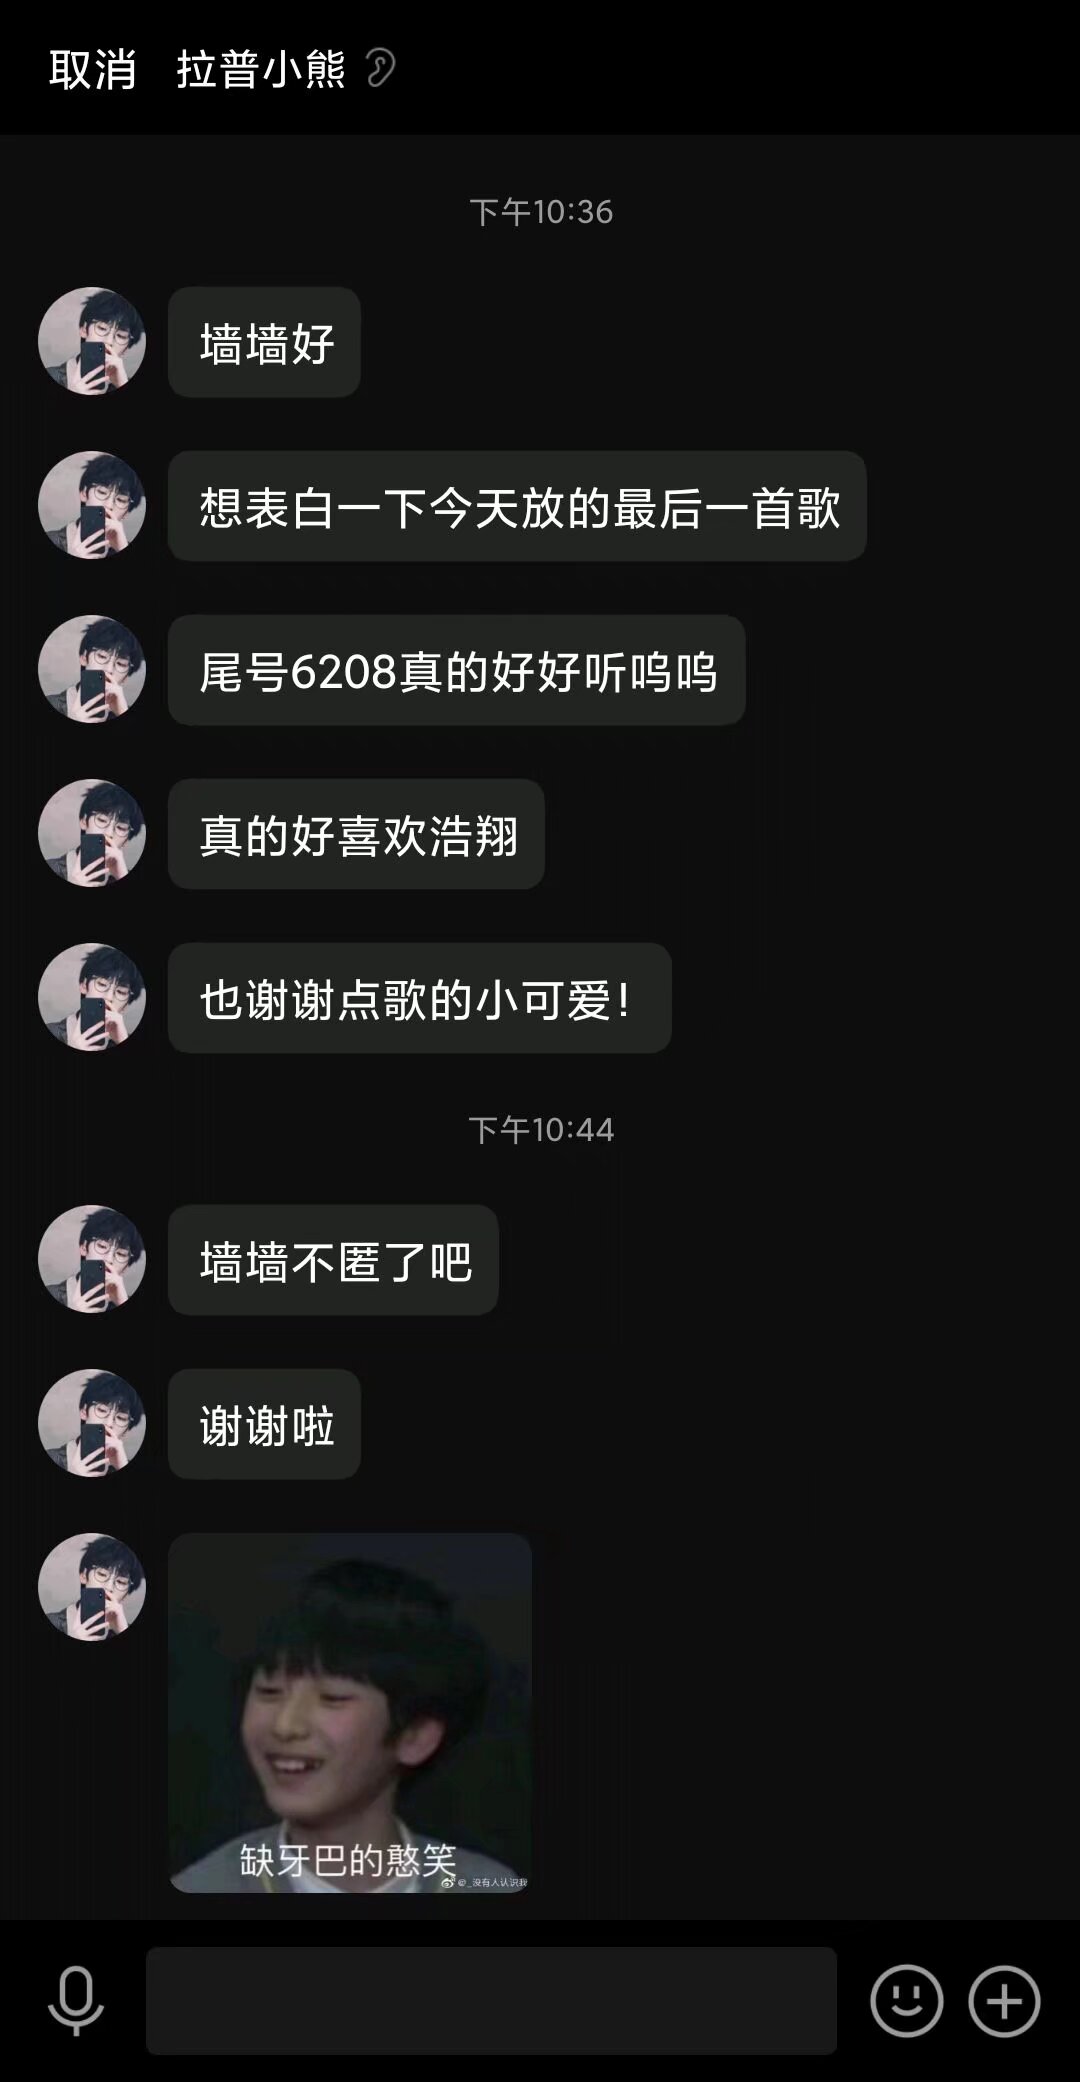 取消 拉普小熊
下午10:36
墙墙好
想表白一下今天放的最后一首歌
尾号6208真的好好听呜呜
真的好喜欢浩翔
也谢谢点歌的小可爱！
下午10:44
墙墙不匿了吧
谢谢啦
缺牙巴的憨笑
@_没有人认识我